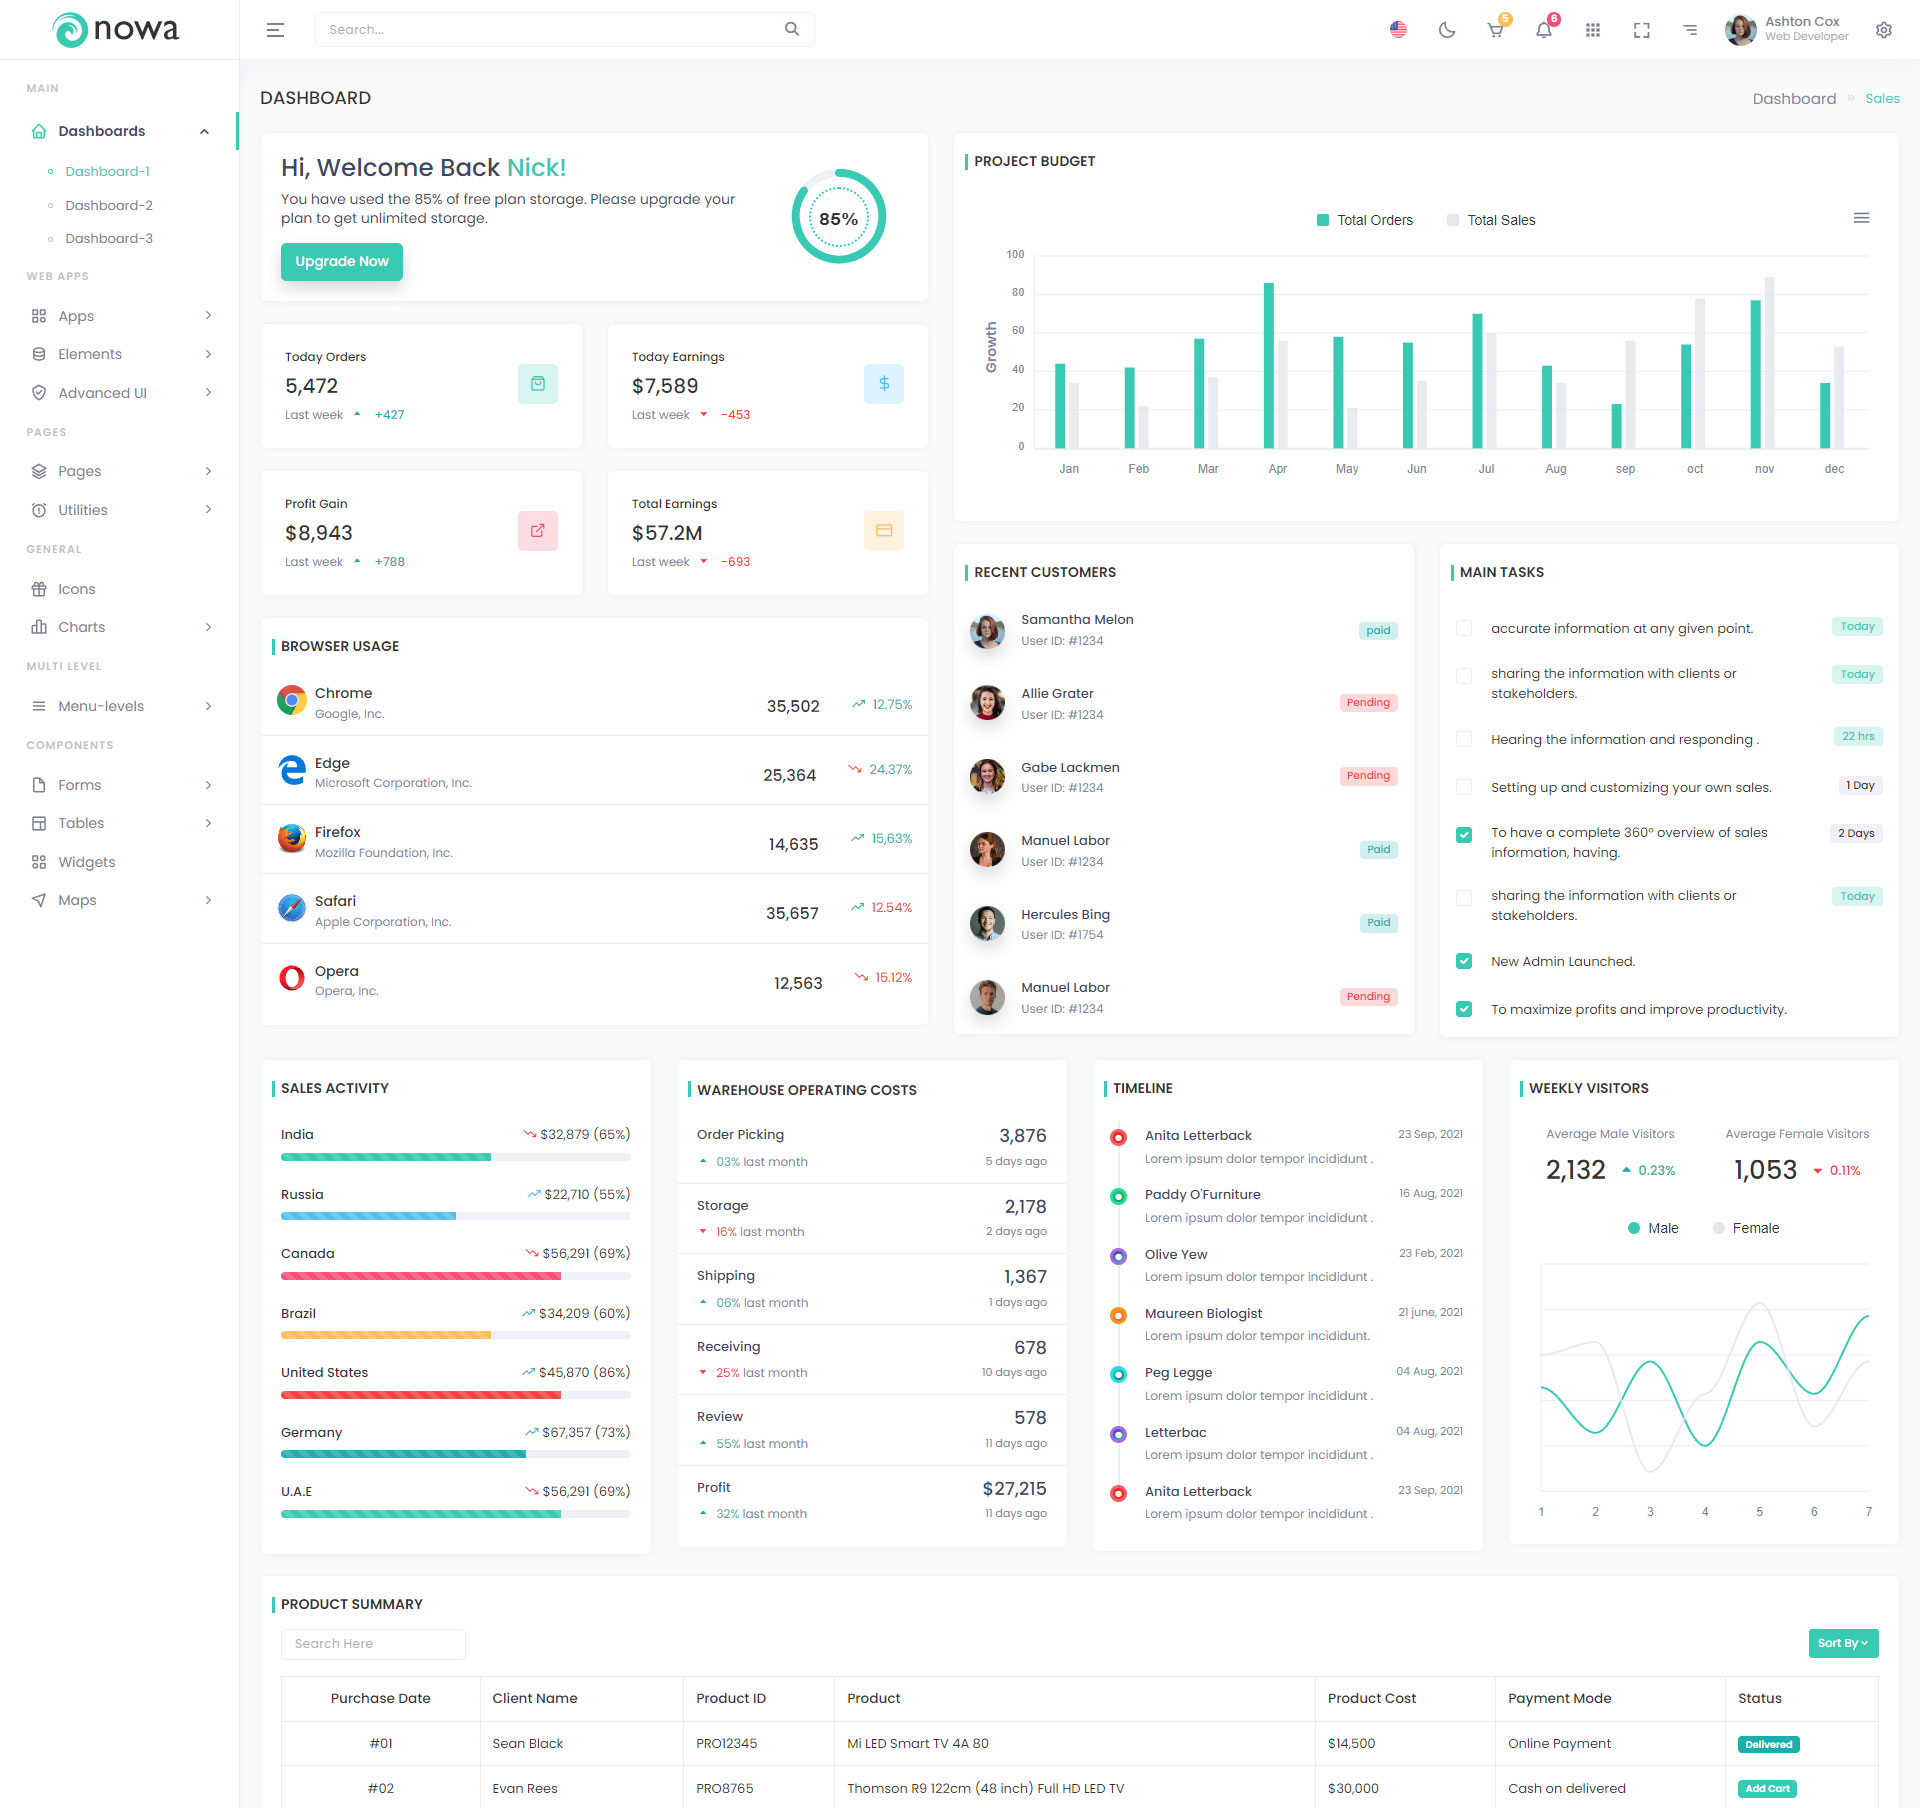 nowa
Search...
5
6
Ashton Cox
Web Developer
MAIN
Dashboards
Dashboard-1
Dashboard-2
Dashboard-3
WEB APPS
Apps
Elements
Advanced UI
PAGES
Pages
Utilities
GENERAL
Icons
Charts
MULTI LEVEL
Menu-levels
COMPONENTS
Forms
Tables
Widgets
Maps
DASHBOARD
Dashboard » Sales
Hi, Welcome Back Nick!
You have used the 85% of free plan storage. Please upgrade your
plan to get unlimited storage.
Upgrade Now
85%
Today Orders
5,472
Last week +427
Today Earnings
$7,589
Last week -453
Profit Gain
$8,943
Last week +788
Total Earnings
$57.2M
Last week -693
PROJECT BUDGET
Total Orders Total Sales
Growth
100
80
60
40
20
0
Jan Feb Mar Apr May Jun Jul Aug sep oct nov dec
BROWSER USAGE
Chrome
Google, Inc.
35,502 12.75%
Edge
Microsoft Corporation, Inc.
25,364 24.37%
Firefox
Mozilla Foundation, Inc.
14,635 15,63%
Safari
Apple Corporation, Inc.
35,657 12.54%
Opera
Opera, Inc.
12,563 15.12%
RECENT CUSTOMERS
Samantha Melon
User ID: #1234
paid
Allie Grater
User ID: #1234
Pending
Gabe Lackmen
User ID: #1234
Pending
Manuel Labor
User ID: #1234
Paid
Hercules Bing
User ID: #1754
Paid
Manuel Labor
User ID: #1234
Pending
MAIN TASKS
accurate information at any given point. Today
sharing the information with clients or
stakeholders.
Today
Hearing the information and responding . 22 hrs
Setting up and customizing your own sales. 1 Day
To have a complete 360° overview of sales
information, having.
2 Days
sharing the information with clients or
stakeholders.
Today
New Admin Launched.
To maximize profits and improve productivity.
SALES ACTIVITY
India $32,879 (65%)
Russia $22,710 (55%)
Canada $56,291 (69%)
Brazil $34,209 (60%)
United States $45,870 (86%)
Germany $67,357 (73%)
U.A.E $56,291 (69%)
WAREHOUSE OPERATING COSTS
Order Picking 3,876
03% last month 5 days ago
Storage 2,178
16% last month 2 days ago
Shipping 1,367
06% last month 1 days ago
Receiving 678
25% last month 10 days ago
Review 578
55% last month 11 days ago
Profit $27,215
32% last month 11 days ago
TIMELINE
Anita Letterback 23 Sep, 2021
Lorem ipsum dolor tempor incididunt .
Paddy O'Furniture 16 Aug, 2021
Lorem ipsum dolor tempor incididunt .
Olive Yew 23 Feb, 2021
Lorem ipsum dolor tempor incididunt .
Maureen Biologist 21 june, 2021
Lorem ipsum dolor tempor incididunt.
Peg Legge 04 Aug, 2021
Lorem ipsum dolor tempor incididunt .
Letterbac 04 Aug, 2021
Lorem ipsum dolor tempor incididunt .
Anita Letterback 23 Sep, 2021
Lorem ipsum dolor tempor incididunt .
WEEKLY VISITORS
Average Male Visitors
2,132 0.23%
Average Female Visitors
1,053 0.11%
Male Female
1 2 3 4 5 6 7
PRODUCT SUMMARY
Search Here
Sort By
Purchase Date Client Name Product ID Product Product Cost Payment Mode Status
#01 Sean Black PRO12345 Mi LED Smart TV 4A 80 $14,500 Online Payment Delivered
#02 Evan Rees PRO8765 Thomson R9 122cm (48 inch) Full HD LED TV $30,000 Cash on delivered Add Cart